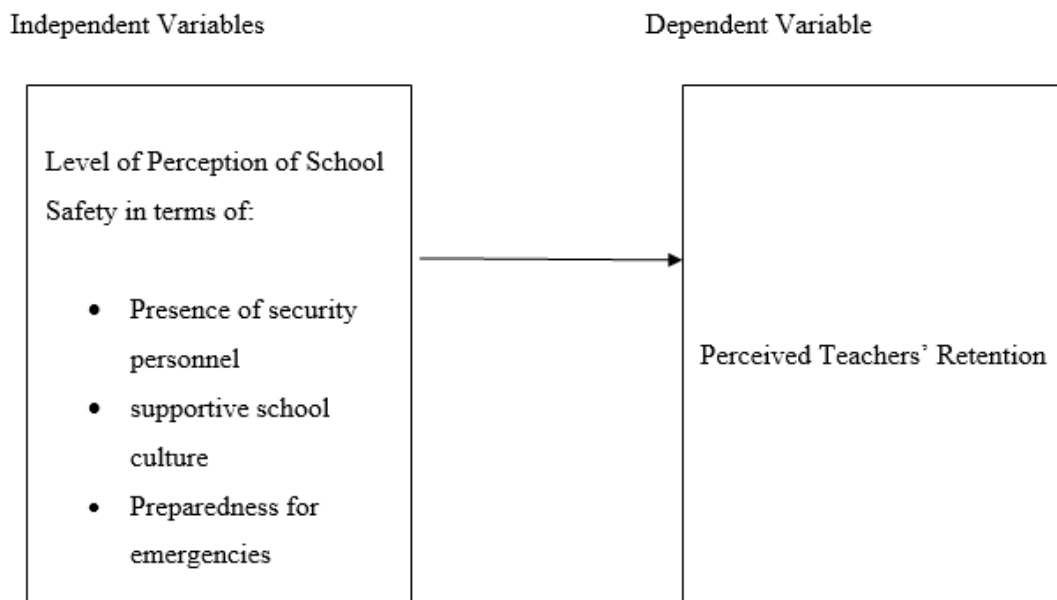 Independent Variables
Dependent Variable
Level of Perception of School
Safety in terms of:
• Presence of security
personnel
• supportive school
culture
• Preparedness for
emergencies
Perceived Teachers’ Retention